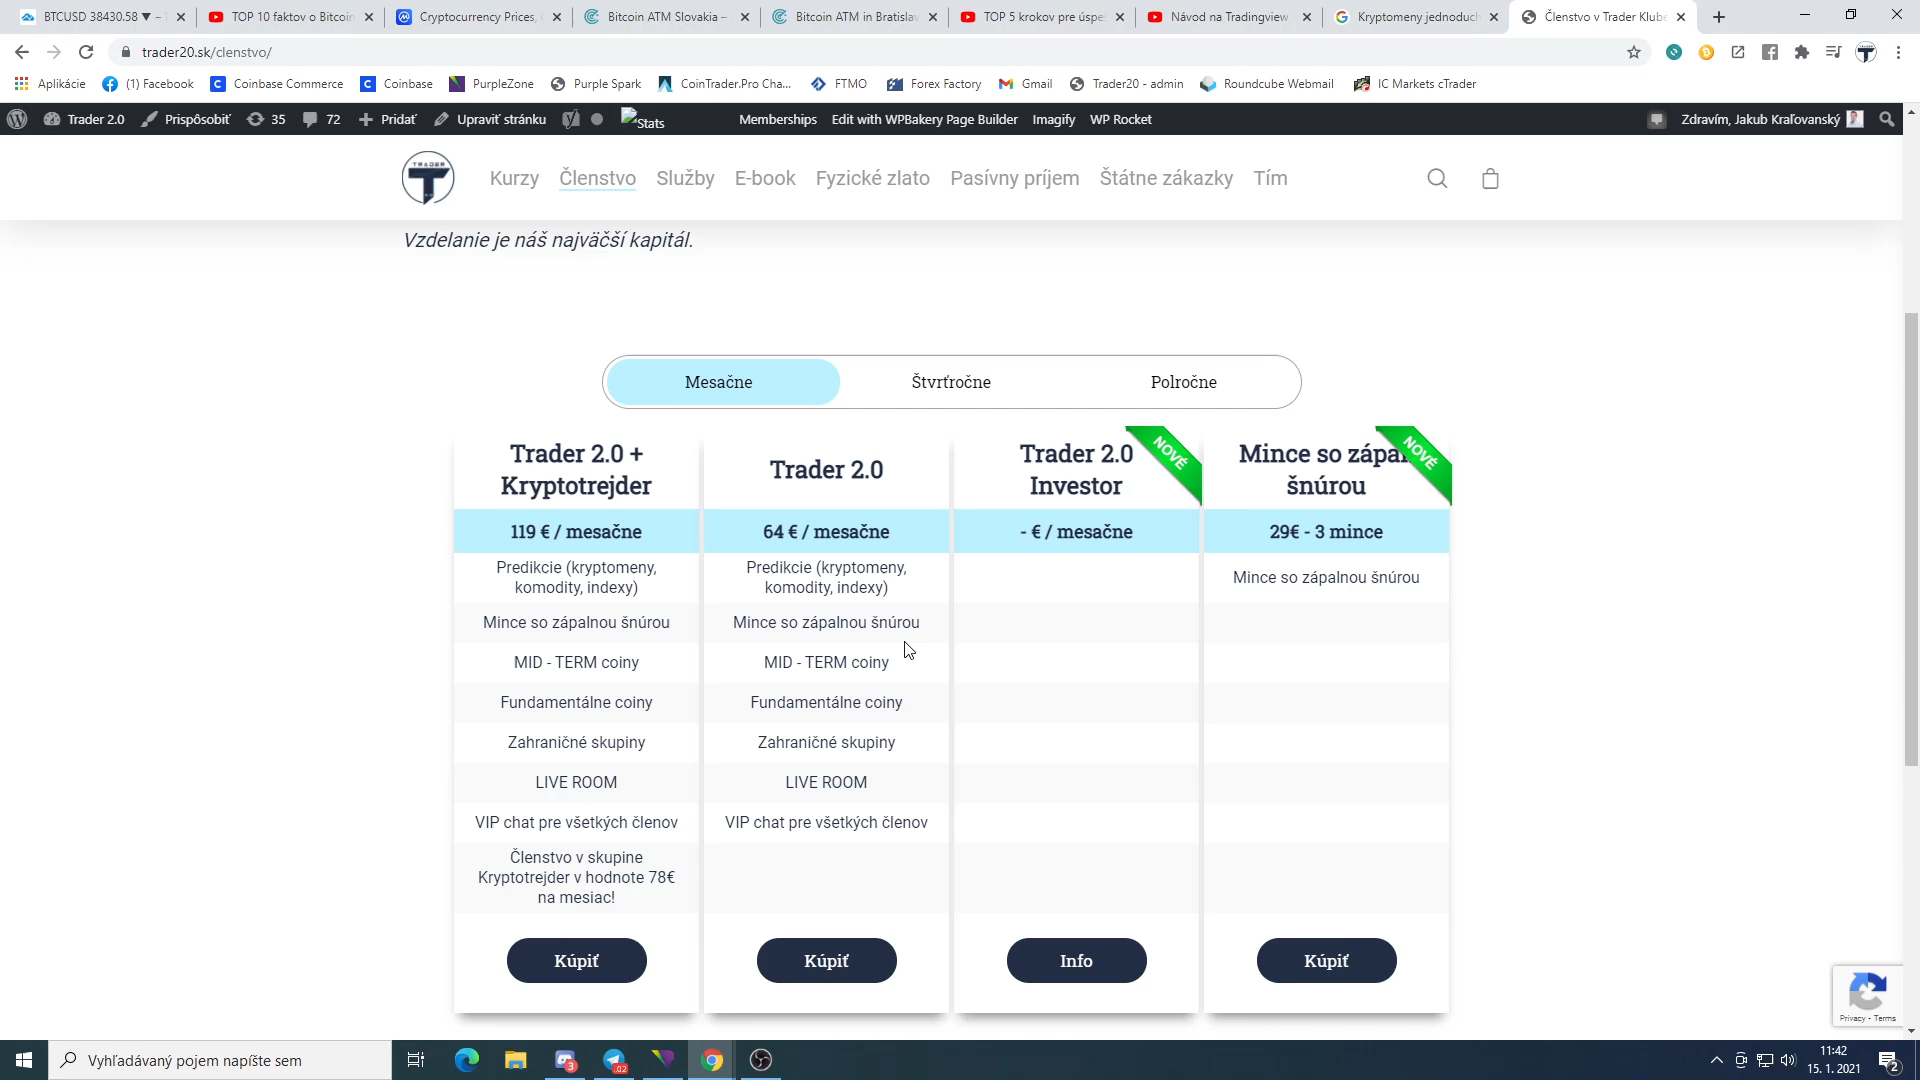 BTCUSD 38430.58 ▼
TOP 10 faktov o Bitcoin
Cryptocurrency Prices,
Bitcoin ATM Slovakia –
Bitcoin ATM in Bratislav
TOP 5 krokov pre úspe
Návod na Tradingview
Kryptomeny jednoduch
Členstvo v Trader Klube
trader20.sk/clenstvo/
Aplikácie
(1) Facebook
Coinbase Commerce
Coinbase
PurpleZone
Purple Spark
CoinTrader.Pro Cha...
FTMO
Forex Factory
Gmail
Trader20 - admin
Roundcube Webmail
IC Markets cTrader
Trader 2.0
Prispôsobiť
35
72
Pridať
Upraviť stránku
Stats
Memberships
Edit with WPBakery Page Builder
Imagify
WP Rocket
Zdravím, Jakub Kraľovanský
TRADER
Kurzy
Členstvo
Služby
E-book
Fyzické zlato
Pasívny príjem
Štátne zákazky
Tím
Vzdelanie je náš najväčší kapitál.
Mesačne
Štvrťročne
Polročne
Trader 2.0 +
Kryptotrejder
119 € / mesačne
Predikcie (kryptomeny,
komodity, indexy)
Mince so zápalnou šnúrou
MID - TERM coiny
Fundamentálne coiny
Zahraničné skupiny
LIVE ROOM
VIP chat pre všetkých členov
Členstvo v skupine
Kryptotrejder v hodnote 78€
na mesiac!
Kúpiť
Trader 2.0
64 € / mesačne
Predikcie (kryptomeny,
komodity, indexy)
Mince so zápalnou šnúrou
MID - TERM coiny
Fundamentálne coiny
Zahraničné skupiny
LIVE ROOM
VIP chat pre všetkých členov
Kúpiť
NOVÉ
Trader 2.0
Investor
- € / mesačne
Info
NOVÉ
Mince so zápal
šnúrou
29€ - 3 mince
Mince so zápalnou šnúrou
Kúpiť
Privacy - Terms
Vyhľadávaný pojem napíšte sem
3
.02
11:42
15. 1. 2021
2